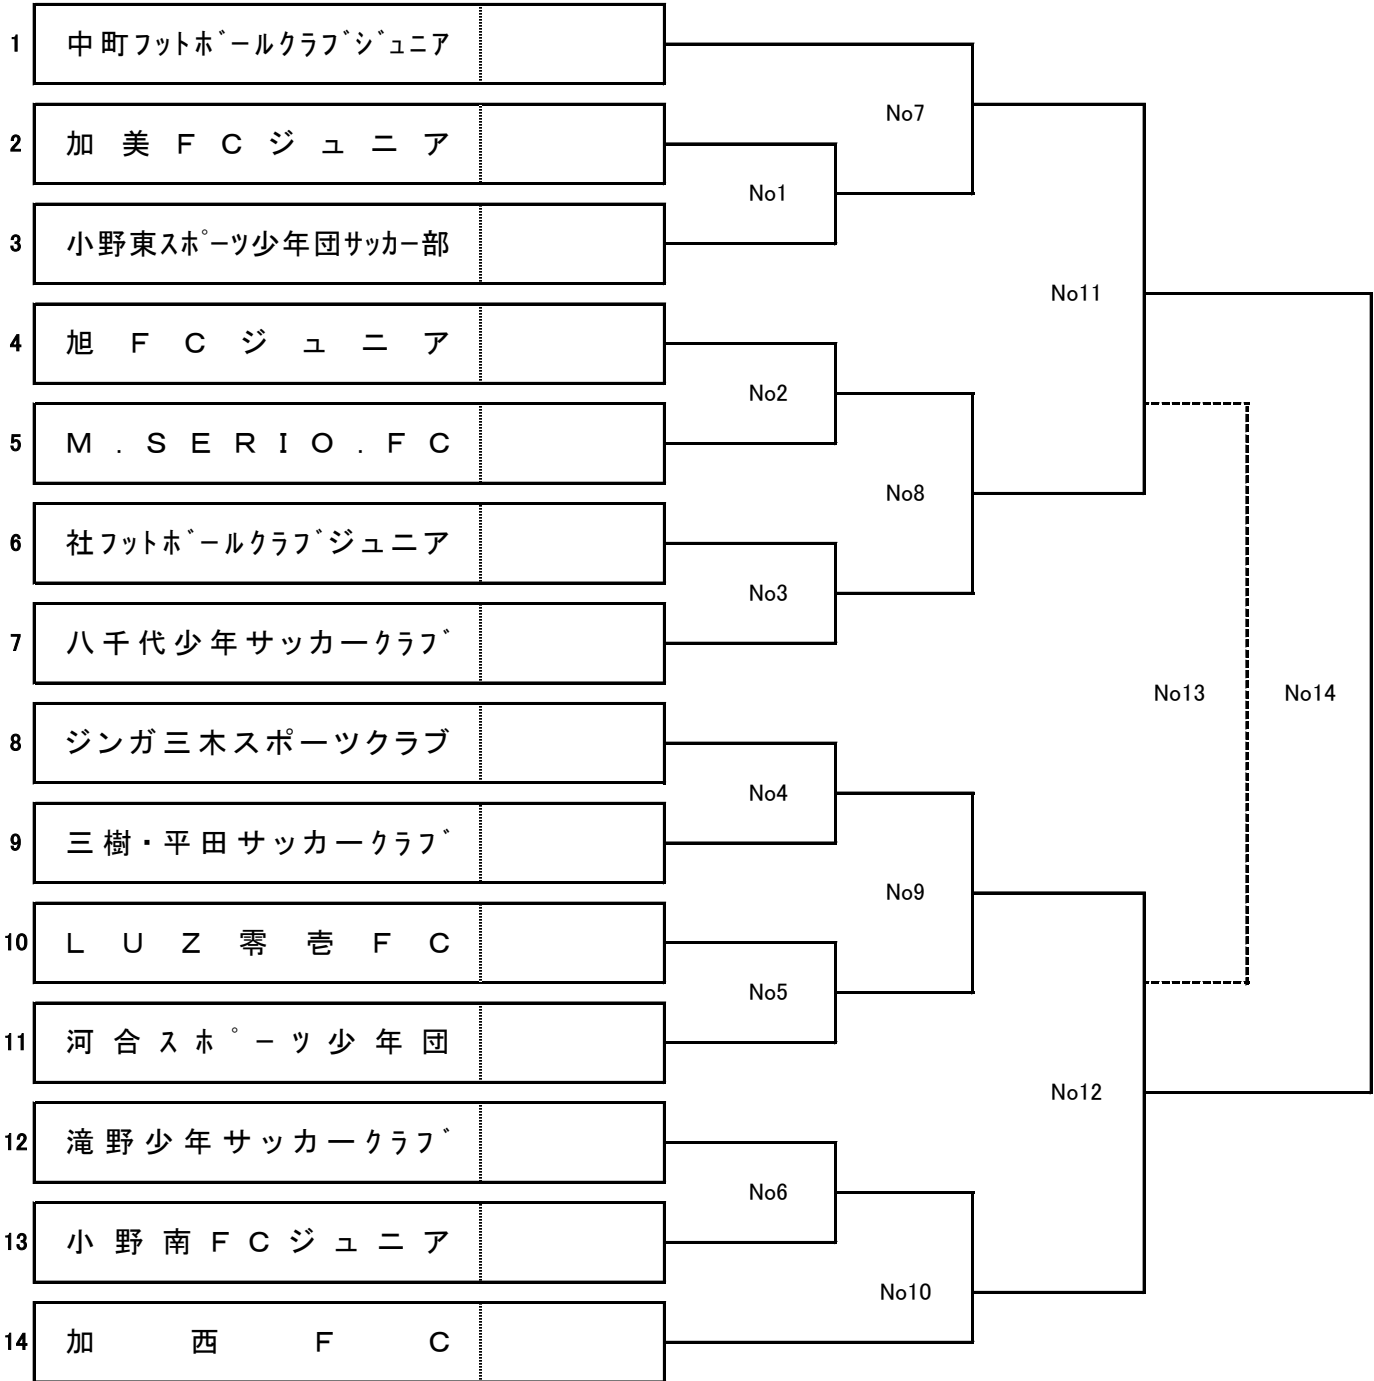 1 中町フットボールクラブジュニア
No7
2 加美FCジュニア
No1
3 小野東スポーツ少年団サッカー部
No11
4 旭FCジュニア
No2
5 M.SERIO.FC
No8
6 社フットボールクラブジュニア
No3
7 八千代少年サッカークラブ
No13 No14
8 ジンガ三木スポーツクラブ
No4
9 三樹・平田サッカークラブ
No9
10 LUZ零壱FC
No5
11 河合スポーツ少年団
No12
12 滝野少年サッカークラブ
No6
13 小野南FCジュニア
No10
14 加西FC